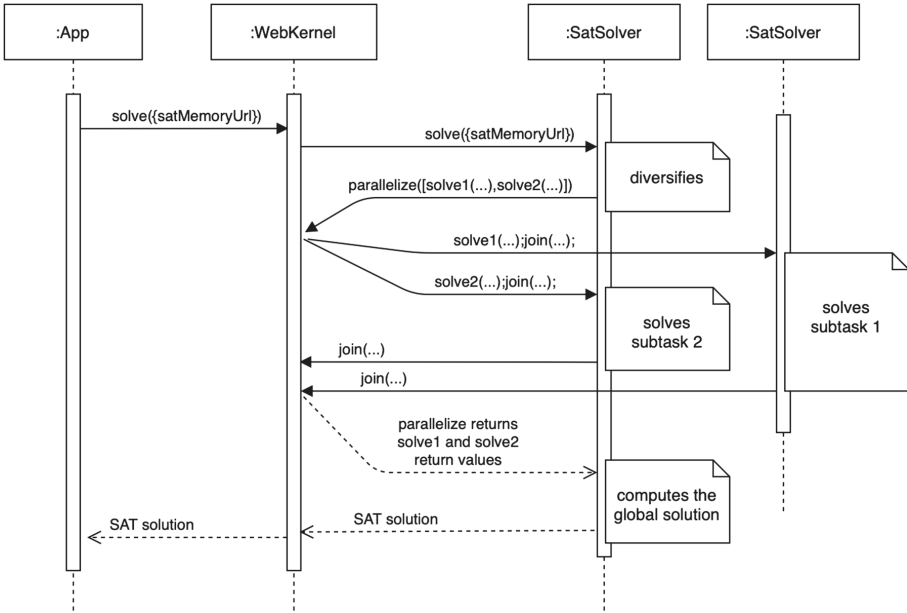 :App
:WebKernel
:SatSolver
:SatSolver
solve({satMemoryUrl})
solve({satMemoryUrl})
diversifies
parallelize([solve1(...),solve2(...)])
solve1(...);join(...);
solve2(...);join(...);
solves
subtask 1
solves
subtask 2
join(...)
join(...)
parallelize returns
solve1 and solve2
return values
computes the
global solution
SAT solution
SAT solution